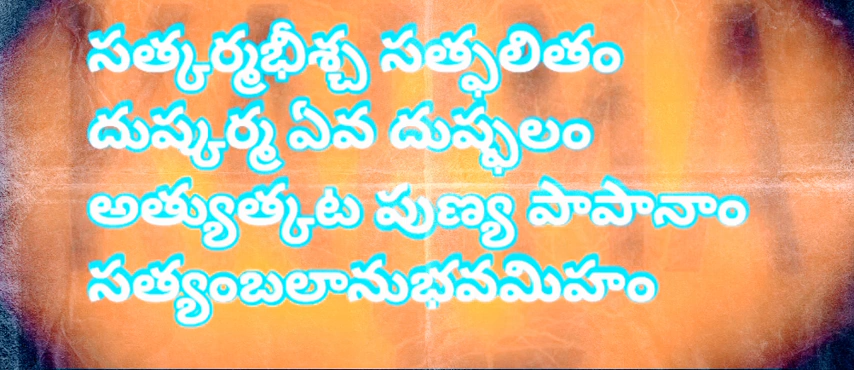 సత్కర్మభీశ్చ సత్ఫలితం
దుష్కర్మ ఏవ దుష్ఫలం
అత్యుత్కట పుణ్య పాపానాం
సత్యంబలానుభవమిహం